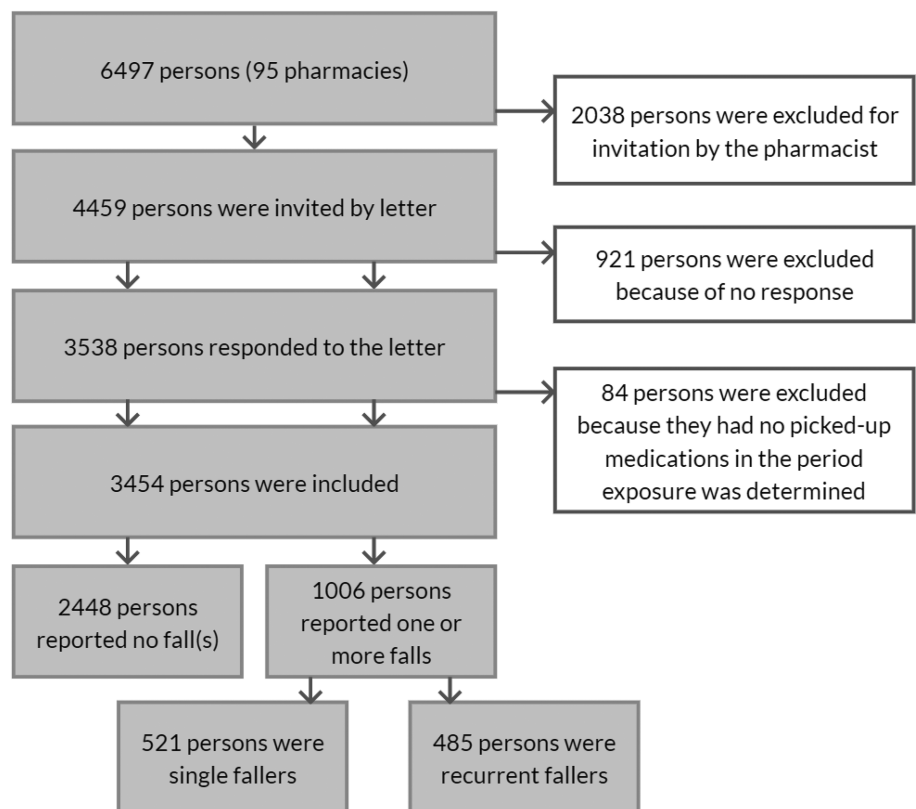 6497 persons (95 pharmacies)
2038 persons were excluded for
invitation by the pharmacist
4459 persons were invited by letter
921 persons were excluded
because of no response
3538 persons responded to the letter
84 persons were excluded
because they had no picked-up
medications in the period
exposure was determined
3454 persons were included
2448 persons
reported no fall(s)
1006 persons
reported one or
more falls
521 persons were
single fallers
485 persons were
recurrent fallers